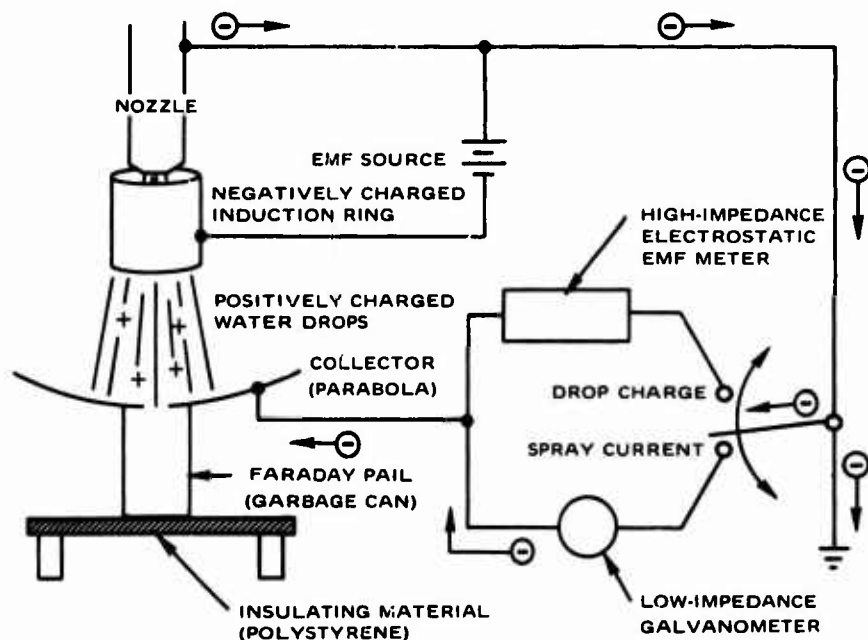 NOZZLE
EMF SOURCE
NEGATIVELY CHARGED
INDUCTION RING
HIGH-IMPEDANCE
ELECTROSTATIC
EMF METER
POSITIVELY CHARGED
WATER DROPS
COLLECTOR
(PARABOLA)
DROP CHARGE
SPRAY CURRENT
FARADAY PAIL
(GARBAGE CAN)
INSULATING MATERIAL
(POLYSTYRENE)
LOW-IMPEDANCE
GALVANOMETER